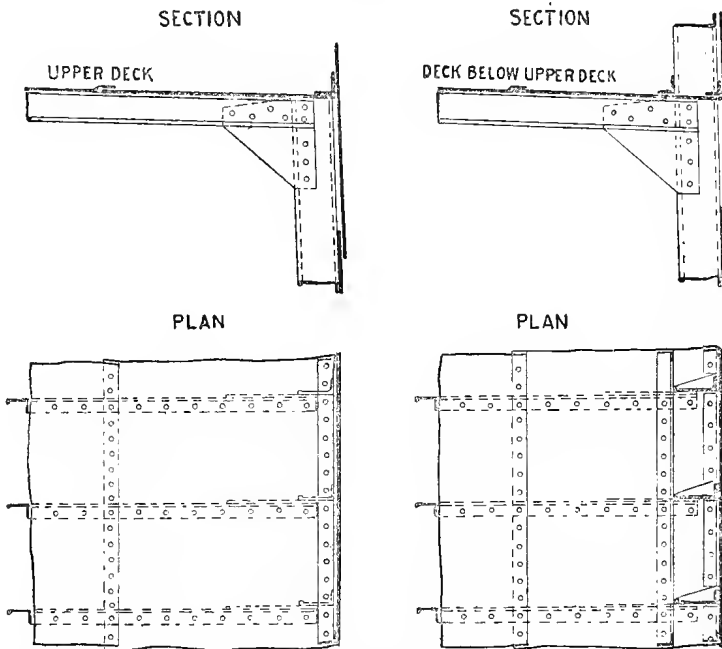 SECTION
SECTION
UPPER DECK
DECK BELOW UPPER DECK
PLAN
PLAN